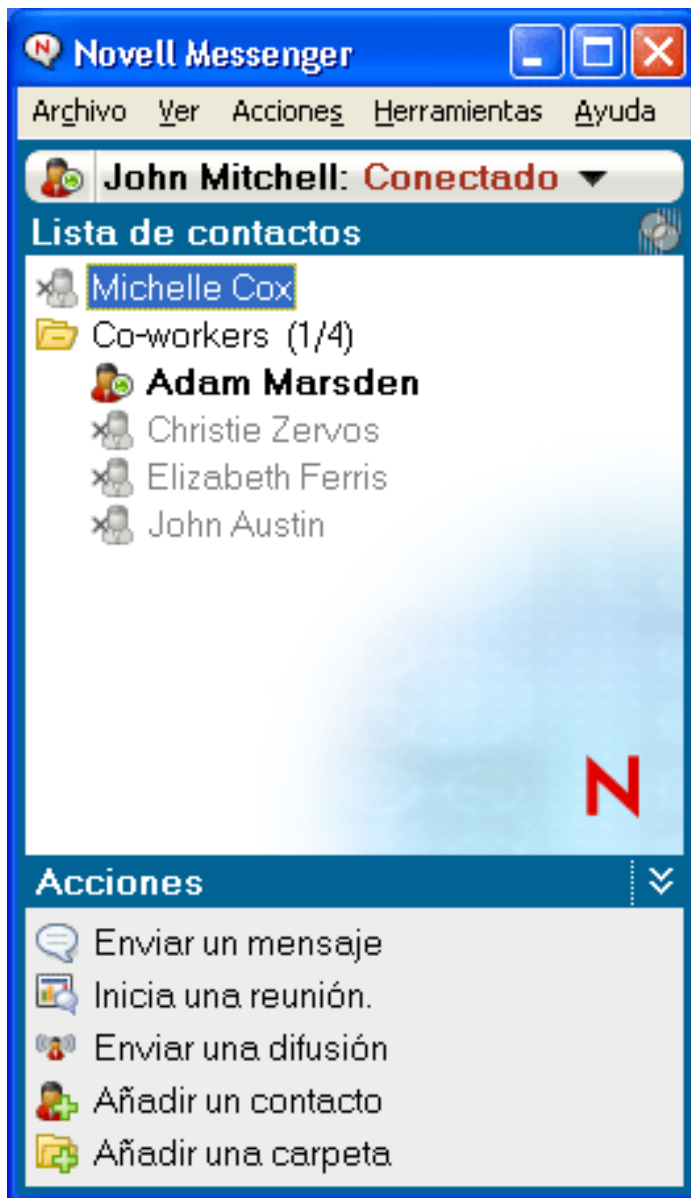 Novell Messenger
Archivo Ver Acciones Herramientas Ayuda
John Mitchell: Conectado
Lista de contactos
Michelle Cox
Co-workers (1/4)
Adam Marsden
Christie Zervos
Elizabeth Ferris
John Austin
N
Acciones
Enviar un mensaje
Inicia una reunión.
Enviar una difusión
Añadir un contacto
Añadir una carpeta